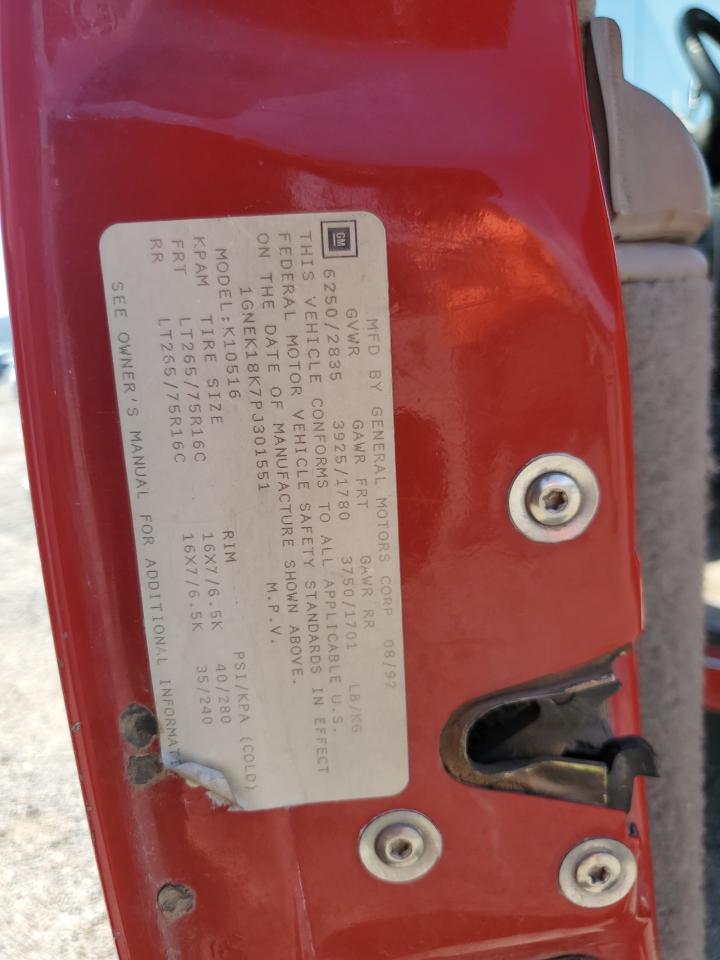 MFD BY GENERAL MOTORS CORP 08/92
GVWR GAWR FRT GAWR RR
GM 6250/2835 3925/1780 3750/1701 LB/KG
THIS VEHICLE CONFORMS TO ALL APPLICABLE U.S.
FEDERAL MOTOR VEHICLE SAFETY STANDARDS IN EFFECT
ON THE DATE OF MANUFACTURE SHOWN ABOVE.
1GNEK18K7PJ301551 M.P.V.
MODEL:K10516
KPAM TIRE SIZE RIM PSI/KPA (COLD)
FRT LT265/75R16C 16X7/6.5K 40/280
RR LT265/75R16C 16X7/6.5K 35/240
SEE OWNER'S MANUAL FOR ADDITIONAL INFORMATI